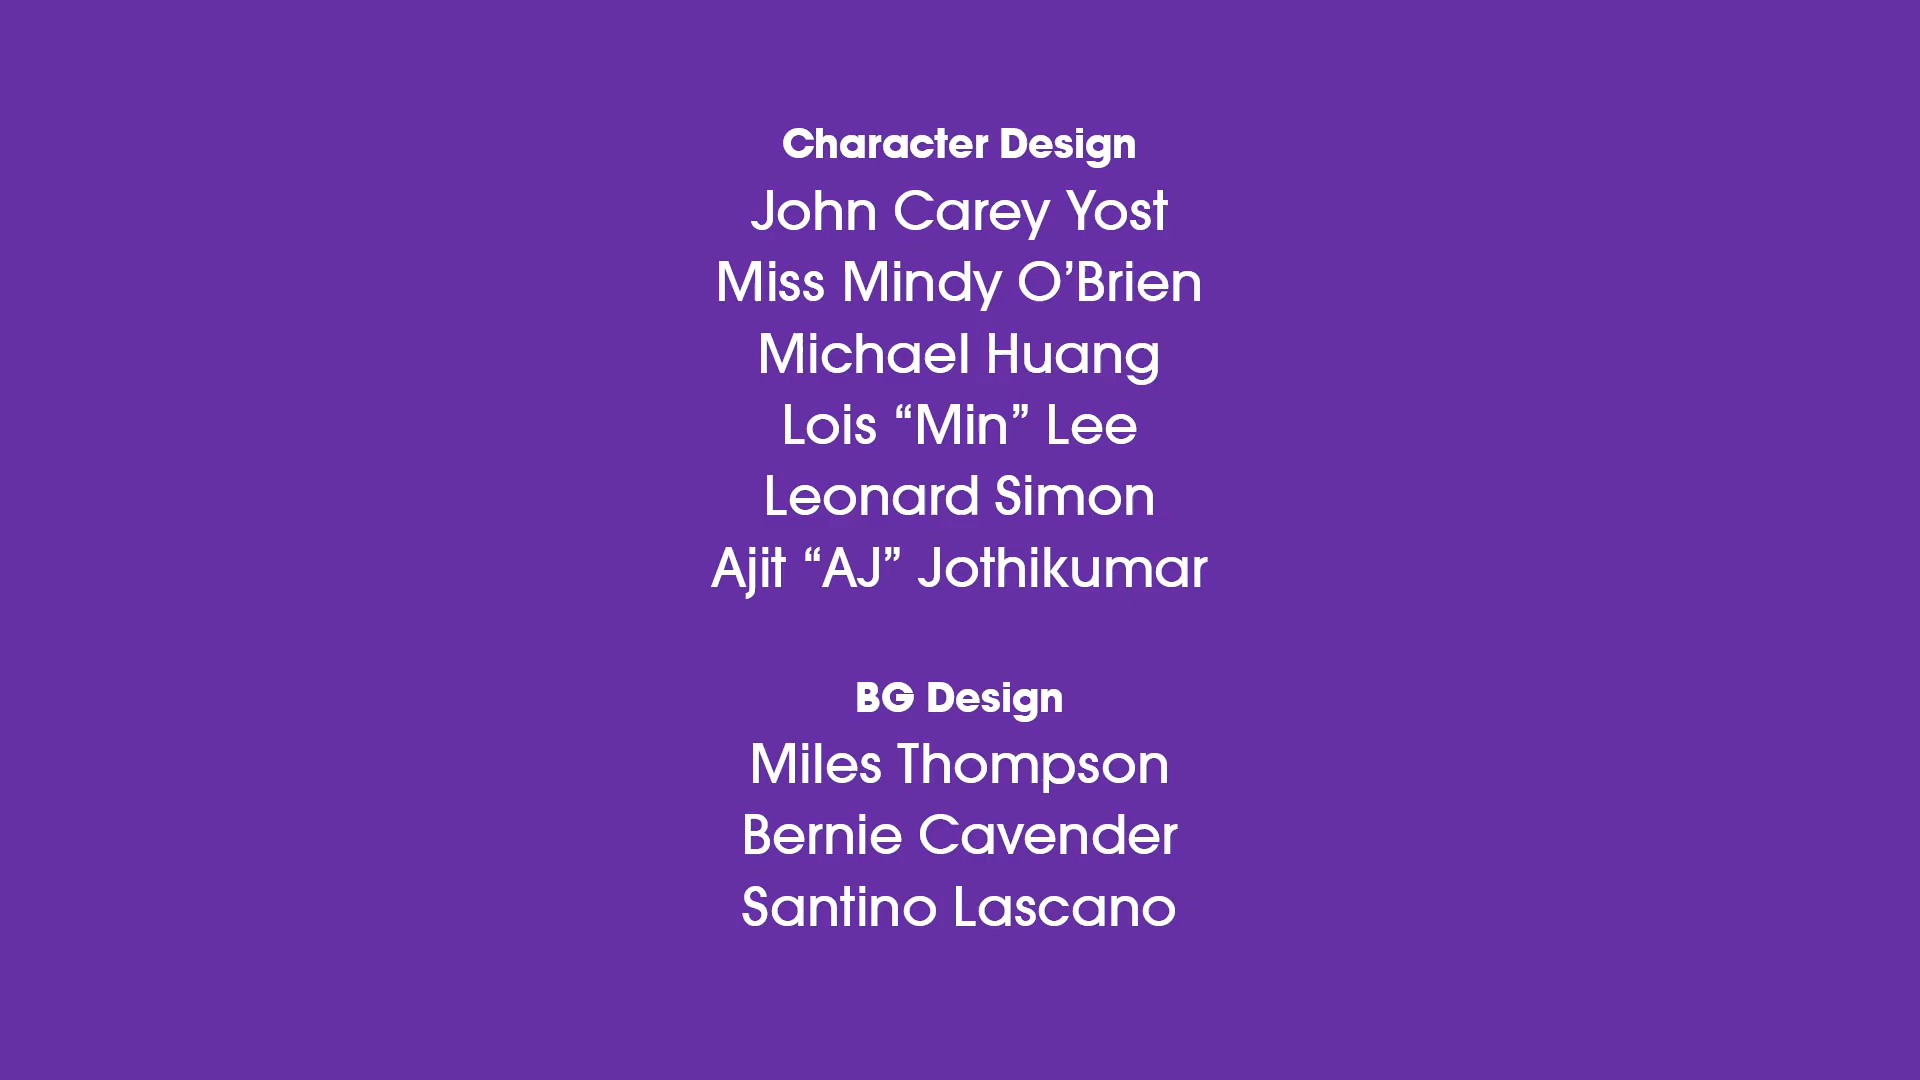 Character Design
John Carey Yost
Miss Mindy O’Brien
Michael Huang
Lois “Min” Lee
Leonard Simon
Ajit “AJ” Jothikumar
BG Design
Miles Thompson
Bernie Cavender
Santino Lascano